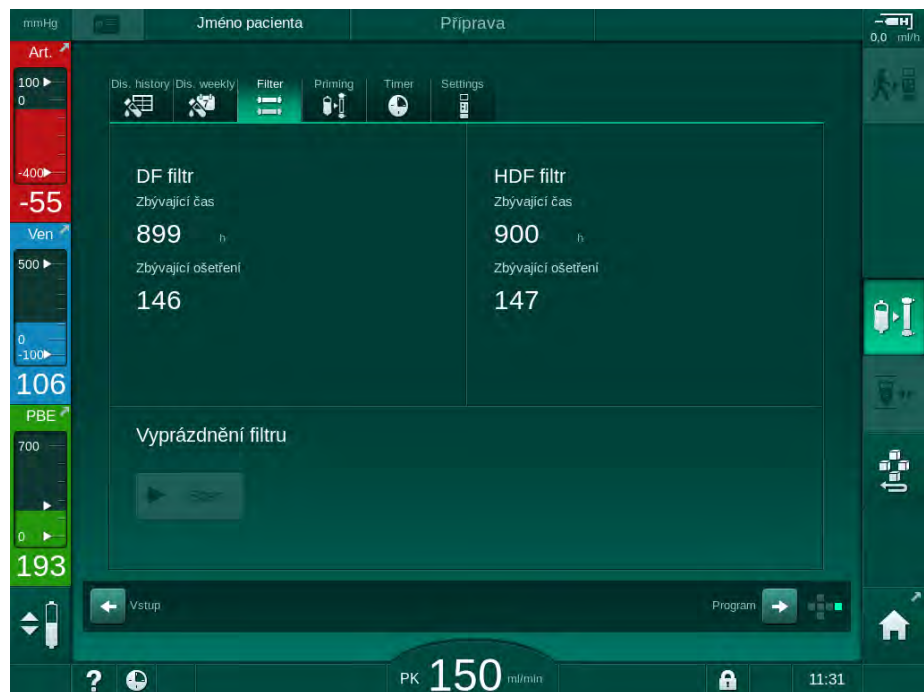 mmHg
Jméno pacienta
Příprava
H
0,0 ml/h
Art.
100
0
-400
-55
Ven
500
0
-100
106
PBE
700
0
193
Dis. history
Dis. weekly
Filter
Priming
Timer
Settings
7
DF filtr
Zbývající čas
899 h
Zbývající ošetření
146
HDF filtr
Zbývající čas
900 h
Zbývající ošetření
147
Vyprázdnění filtru
Vstup
Program
?
PK 150 ml/min
11:31